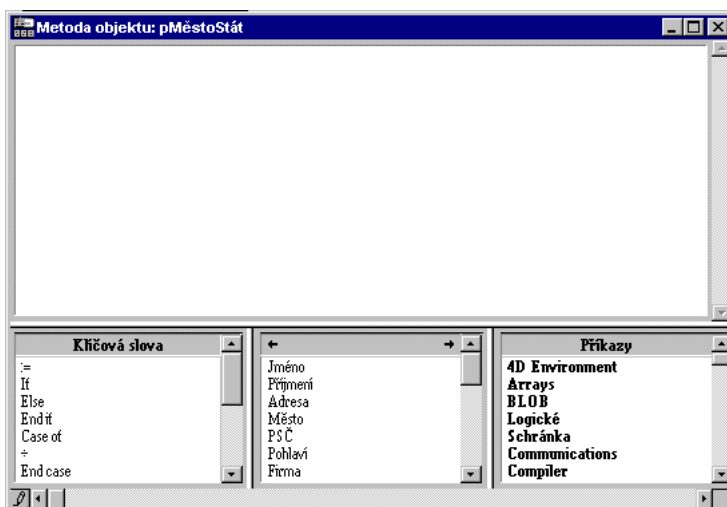 Metoda objektu: pMěstoStát
Klíčová slova
:=
If
Else
End if
Case of
÷
End case
← →
Jméno
Příjmení
Adresa
Město
PSČ
Pohlaví
Firma
Příkazy
4D Environment
Arrays
BLOB
Logické
Schránka
Communications
Compiler